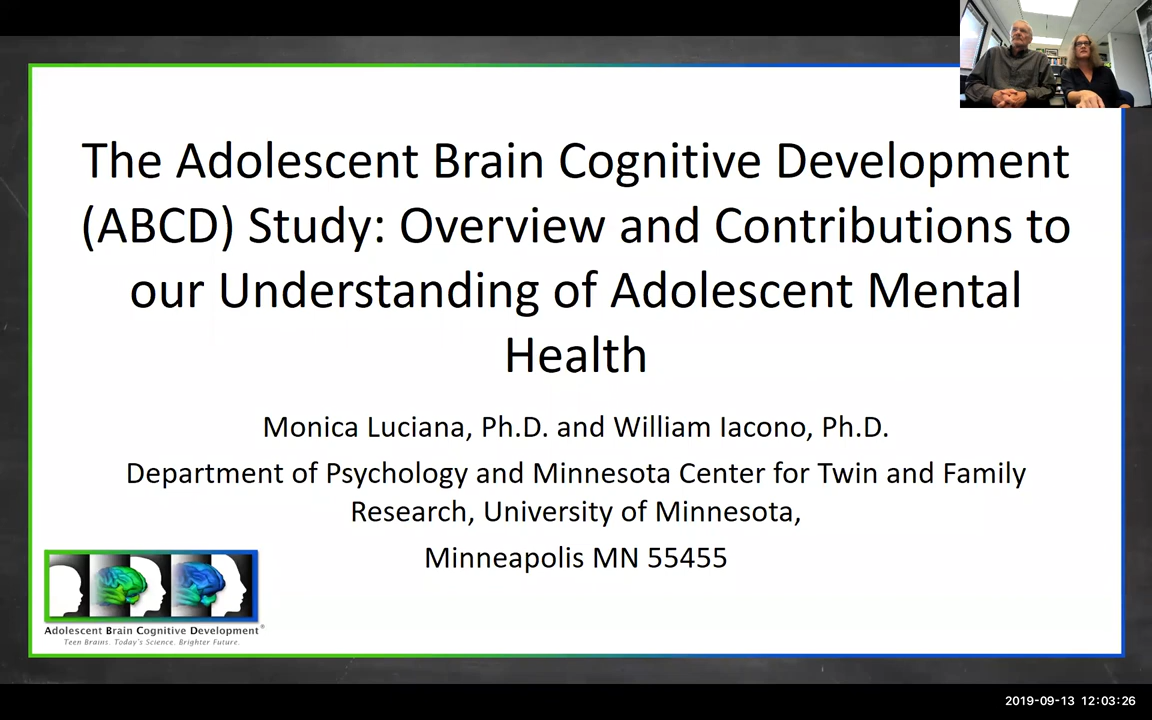 The Adolescent Brain Cognitive Development
(ABCD) Study: Overview and Contributions to
our Understanding of Adolescent Mental
Health
Monica Luciana, Ph.D. and William Iacono, Ph.D.
Department of Psychology and Minnesota Center for Twin and Family
Research, University of Minnesota,
Minneapolis MN 55455
Adolescent Brain Cognitive Development®
Teen Brains. Today's Science. Brighter Future.
2019-09-13 12:03:26